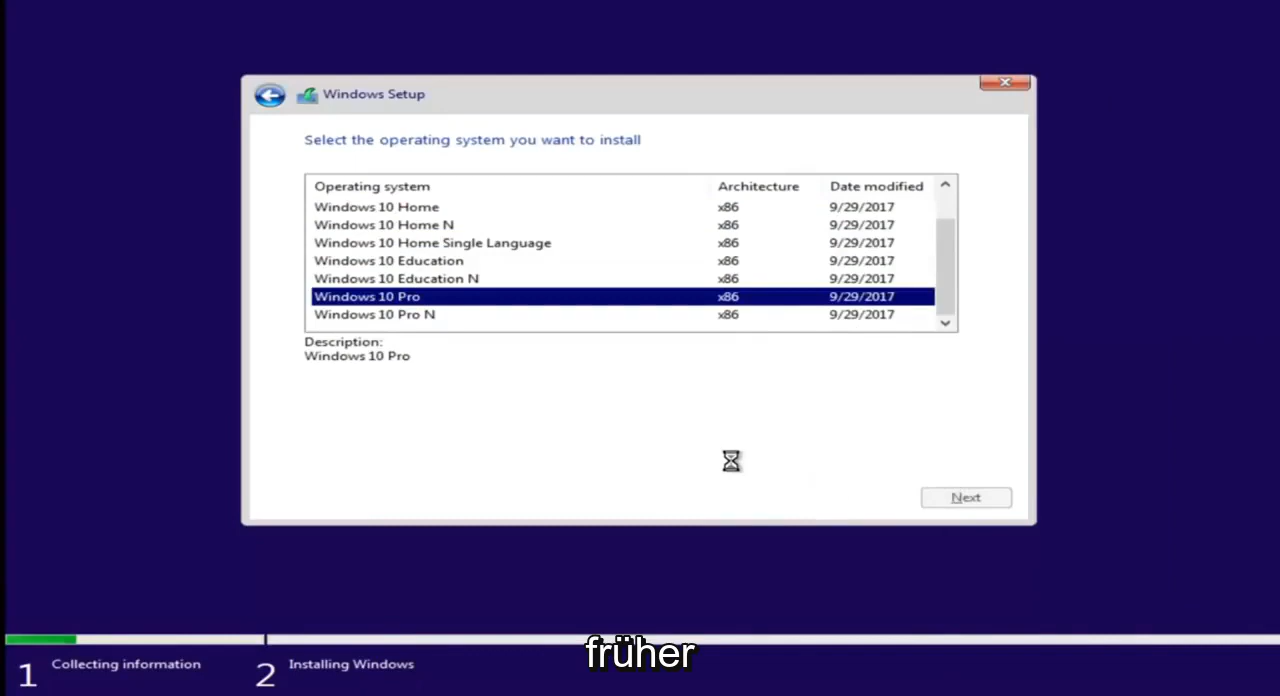 Windows Setup
Select the operating system you want to install
Operating system Architecture Date modified
Windows 10 Home x86 9/29/2017
Windows 10 Home N x86 9/29/2017
Windows 10 Home Single Language x86 9/29/2017
Windows 10 Education x86 9/29/2017
Windows 10 Education N x86 9/29/2017
Windows 10 Pro x86 9/29/2017
Windows 10 Pro N x86 9/29/2017
Description:
Windows 10 Pro
Next
früher
1 Collecting information 2 Installing Windows